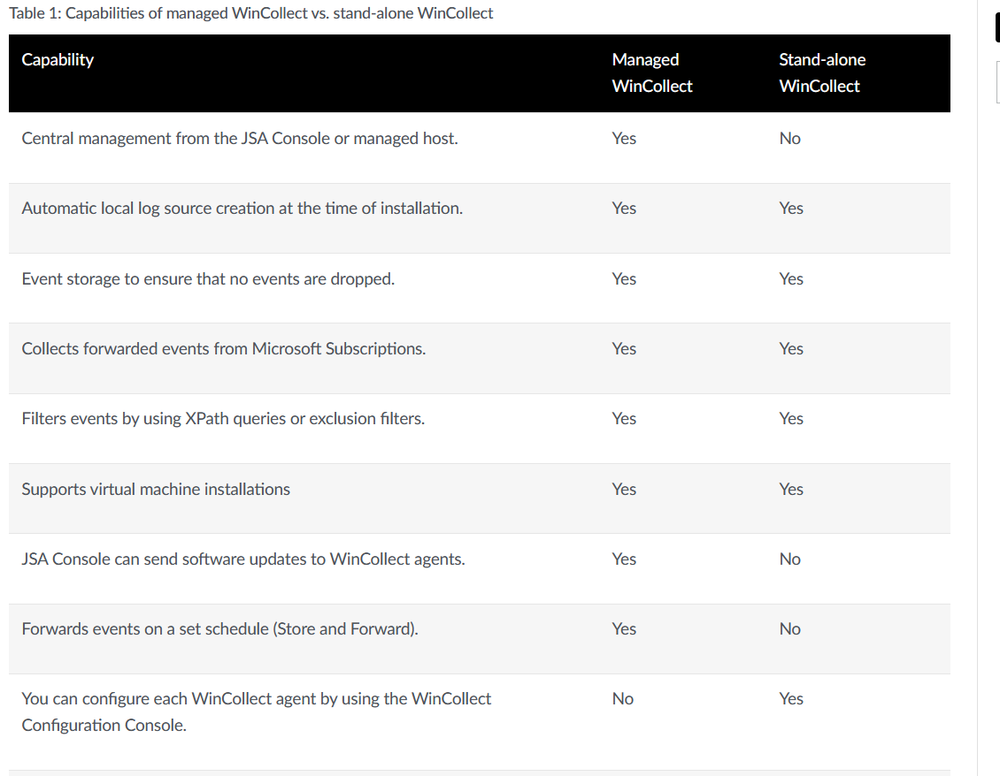 Table 1: Capabilities of managed WinCollect vs. stand-alone WinCollect
Capability Managed WinCollect Stand-alone WinCollect
Central management from the JSA Console or managed host. Yes No
Automatic local log source creation at the time of installation. Yes Yes
Event storage to ensure that no events are dropped. Yes Yes
Collects forwarded events from Microsoft Subscriptions. Yes Yes
Filters events by using XPath queries or exclusion filters. Yes Yes
Supports virtual machine installations Yes Yes
JSA Console can send software updates to WinCollect agents. Yes No
Forwards events on a set schedule (Store and Forward). Yes No
You can configure each WinCollect agent by using the WinCollect No Yes
Configuration Console.